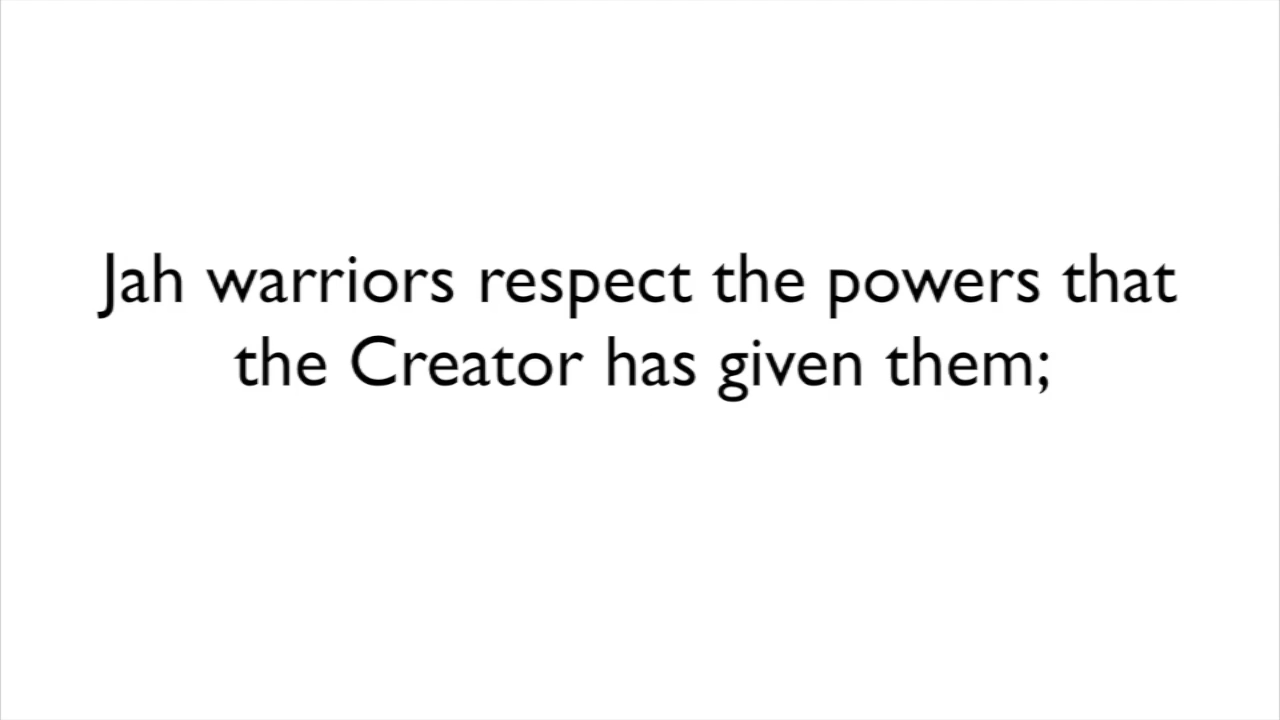 Jah warriors respect the powers that
the Creator has given them;